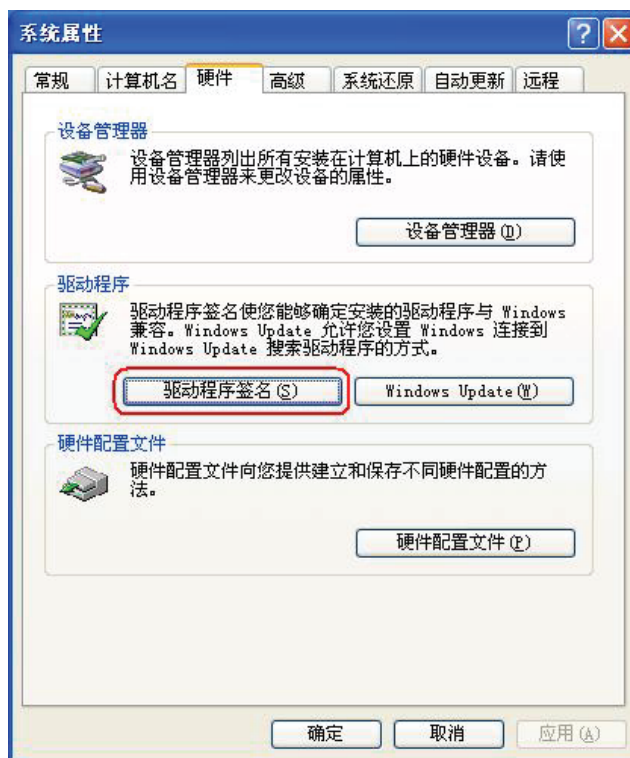 系统属性
常规
计算机名
硬件
高级
系统还原
自动更新
远程
设备管理器
设备管理器列出所有安装在计算机上的硬件设备。请使
用设备管理器来更改设备的属性。
设备管理器(D)
驱动程序
驱动程序签名使您能够确定安装的驱动程序与 Windows
兼容。Windows Update 允许您设置 Windows 连接到
Windows Update 搜索驱动程序的方式。
驱动程序签名(S)
Windows Update(W)
硬件配置文件
硬件配置文件向您提供建立和保存不同硬件配置的方
法。
硬件配置文件(P)
确定
取消
应用(A)